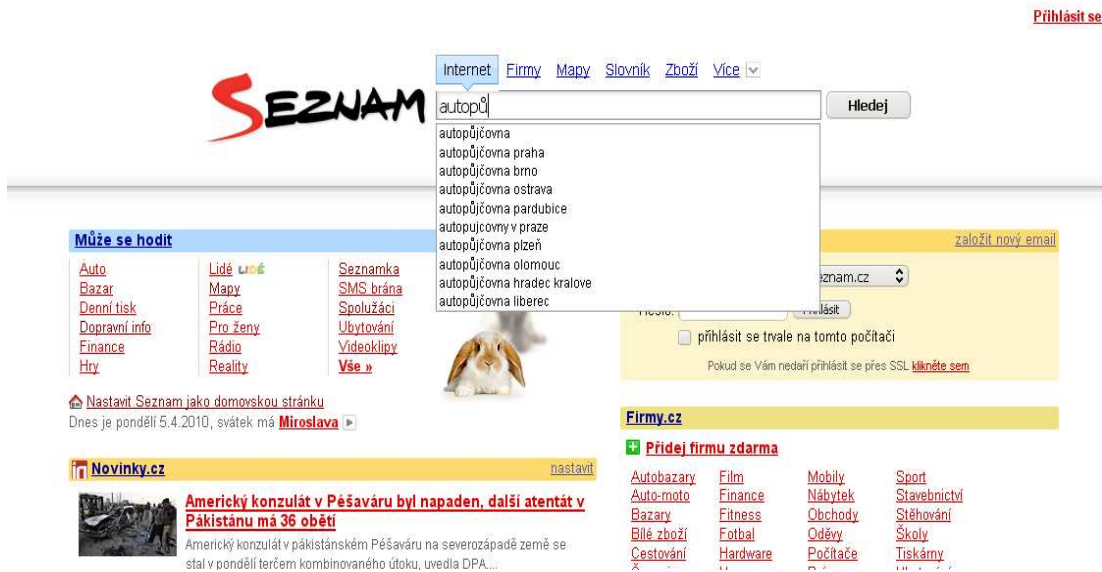 Přihlásit se
Internet Firmy Mapy Slovník Zboží Více
SEZNAM
autopů
Hledej
autopůjčovna
autopůjčovna praha
autopůjčovna brno
autopůjčovna ostrava
autopůjčovna pardubice
autopujcovny v praze
autopůjčovna plzeň
autopůjčovna olomouc
autopůjčovna hradec kralove
autopůjčovna liberec
Může se hodit
Auto Lidé LIDÉ Seznamka
Bazar Mapy SMS brána
Denní tisk Práce Spolužáci
Dopravní info Pro ženy Ubytování
Finance Rádio Videoklipy
Hry Reality Vše »
Nastavit Seznam jako domovskou stránku
Dnes je pondělí 5.4.2010, svátek má Miroslava
Novinky.cz nastavit
Americký konzulát v Péšaváru byl napaden, další atentát v
Pákistánu má 36 obětí
Americký konzulát v pákistánském Péšaváru na severozápadě země se
stal v pondělí terčem kombinovaného útoku, uvedla DPA....
založit nový email
eznam.cz
přihlásit se trvale na tomto počítači
Pokud se Vám nedaří přihlásit se přes SSL klikněte sem
Firmy.cz
Přidej firmu zdarma
Autobazary Film Mobily Sport
Auto-moto Finance Nábytek Stavebnictví
Bazary Fitness Obchody Stěhování
Bílé zboží Fotbal Oděvy Školy
Cestování Hardware Počítače Tiskárny